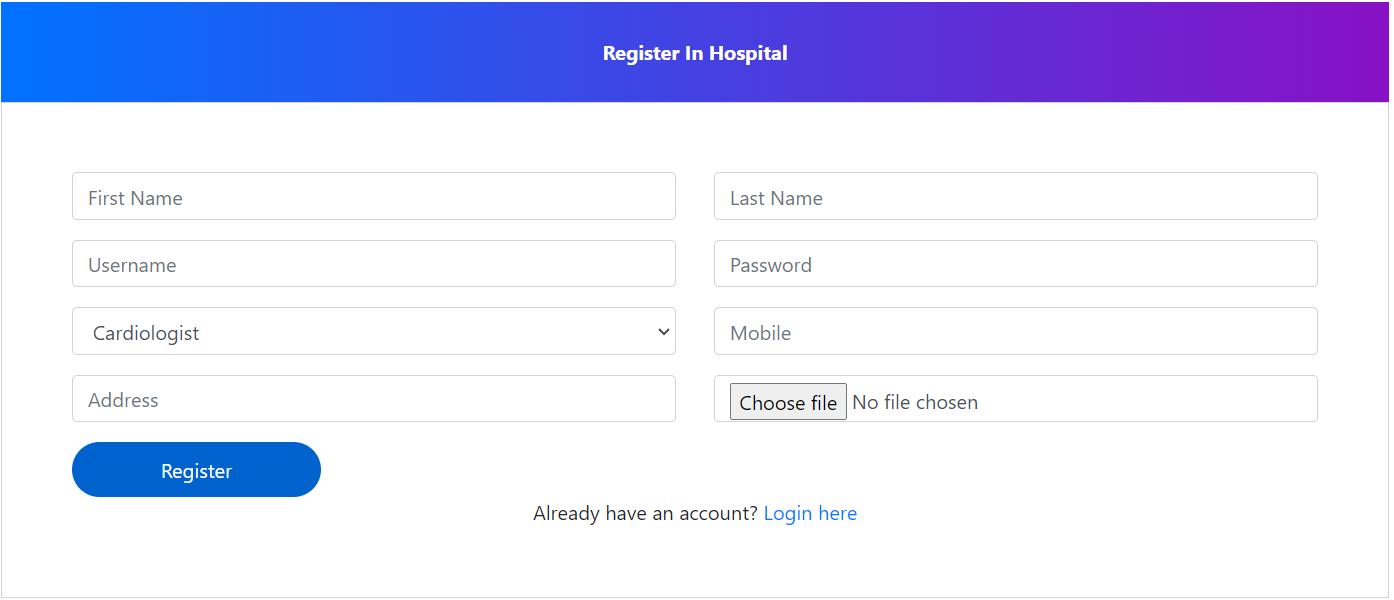 Register In Hospital
First Name
Last Name
Username
Password
Cardiologist
Mobile
Address
Choose file No file chosen
Register
Already have an account? Login here